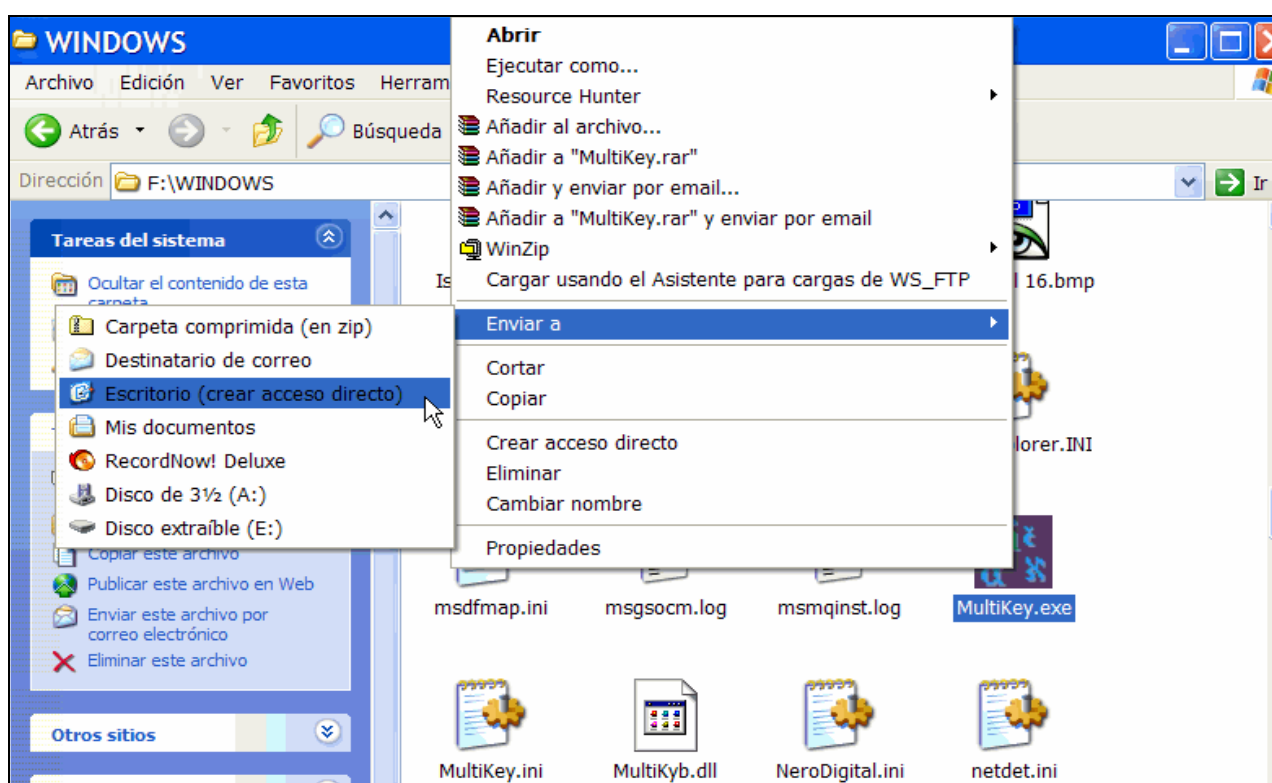 WINDOWS
Archivo Edición Ver Favoritos Herram
Atrás Búsqueda
Dirección F:\WINDOWS Ir
Tareas del sistema
Ocultar el contenido de esta
carpeta
Carpeta comprimida (en zip)
Destinatario de correo
Escritorio (crear acceso directo)
Mis documentos
RecordNow! Deluxe
Disco de 3½ (A:)
Disco extraíble (E:)
Copiar este archivo
Publicar este archivo en Web
Enviar este archivo por
correo electrónico
Eliminar este archivo
Otros sitios
Abrir
Ejecutar como...
Resource Hunter
Añadir al archivo...
Añadir a "MultiKey.rar"
Añadir y enviar por email...
Añadir a "MultiKey.rar" y enviar por email
WinZip
Cargar usando el Asistente para cargas de WS_FTP
Enviar a
Cortar
Copiar
Crear acceso directo
Eliminar
Cambiar nombre
Propiedades
Is
16.bmp
lorer.INI
msdfmap.ini msgsocm.log msmqinst.log MultiKey.exe
MultiKey.ini MultiKyb.dll NeroDigital.ini netdet.ini